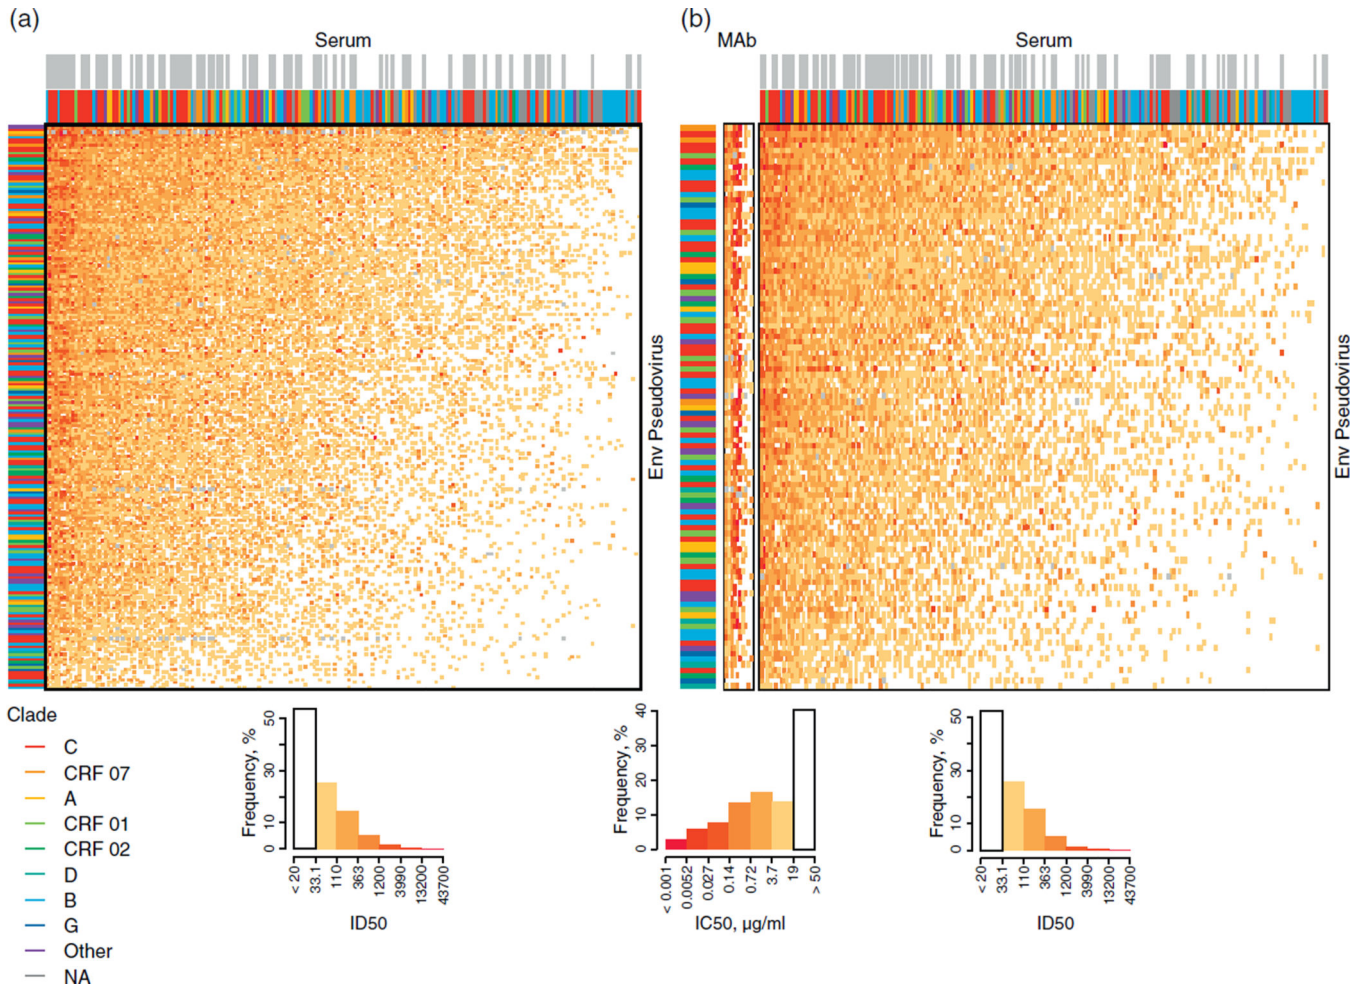 (a)
Serum
Env Pseudovirus
(b)
MAb
Serum
Env Pseudovirus
Clade
C
CRF 07
A
CRF 01
CRF 02
D
B
G
Other
NA
Frequency, %
50
30
10
0
< 20
33.1
110
363
1200
3990
13200
43700
ID50
Frequency, %
40
30
20
10
0
< 0.001
0.0052
0.027
0.14
0.72
3.7
19
> 50
IC50, µg/ml
Frequency, %
50
30
10
0
< 20
33.1
110
363
1200
3990
13200
43700
ID50